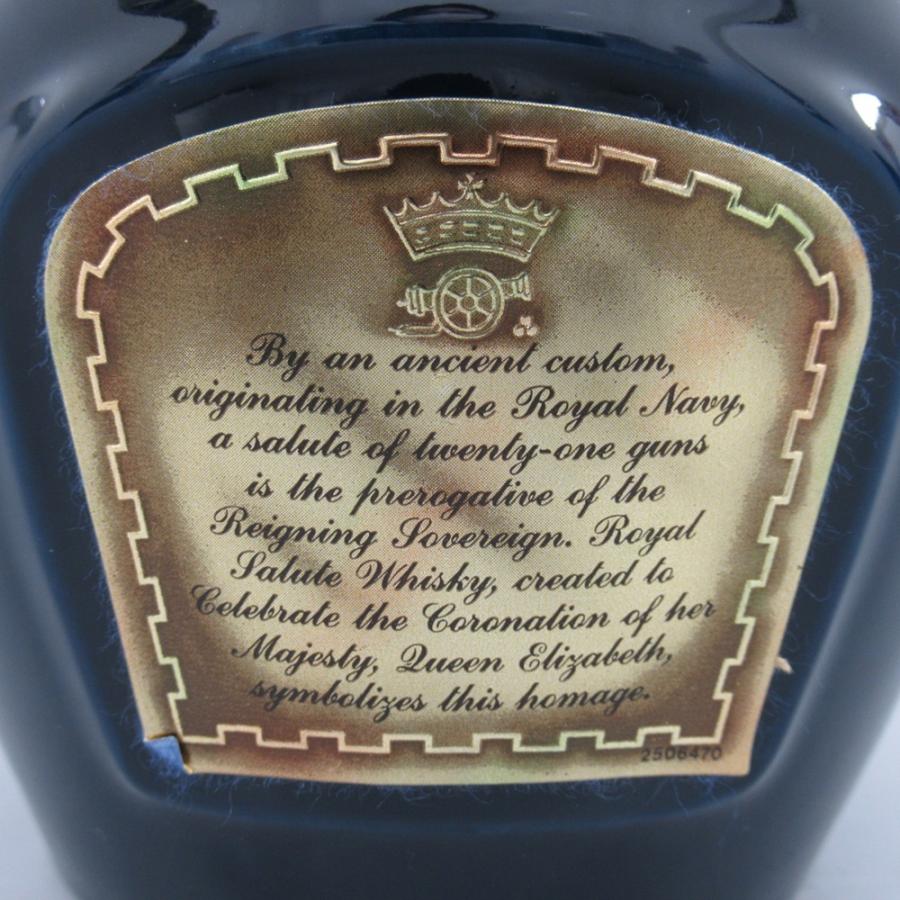 By an ancient custom,
originating in the Royal Navy,
a salute of twenty-one guns
is the prerogative of the
Reigning Sovereign. Royal
Salute Whisky, created to
Celebrate the Coronation of her
Majesty, Queen Elizabeth,
symbolizes this homage.
2506470